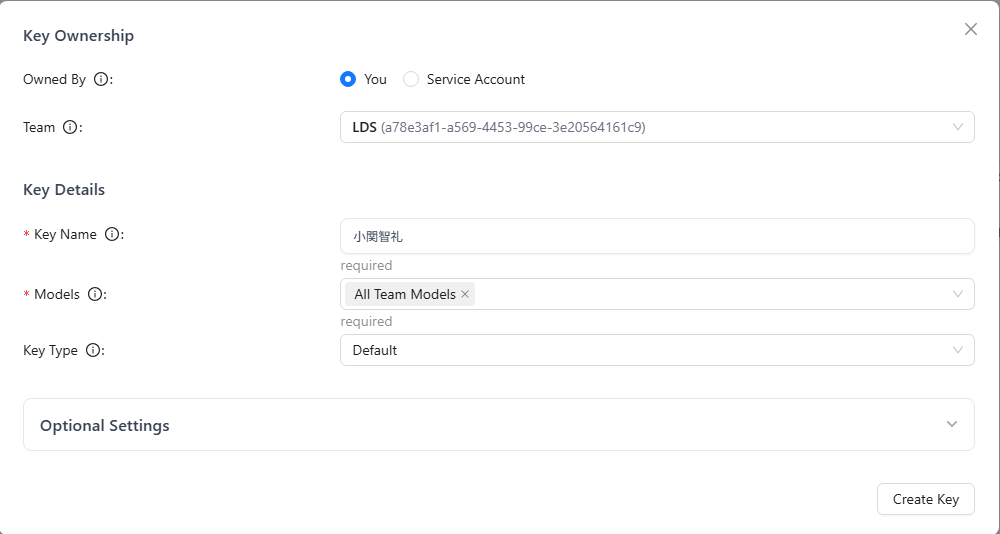 Key Ownership
Owned By :
You Service Account
Team :
LDS (a78e3af1-a569-4453-99ce-3e20564161c9)
Key Details
* Key Name :
小関智礼
required
* Models :
All Team Models
required
Key Type :
Default
Optional Settings
Create Key